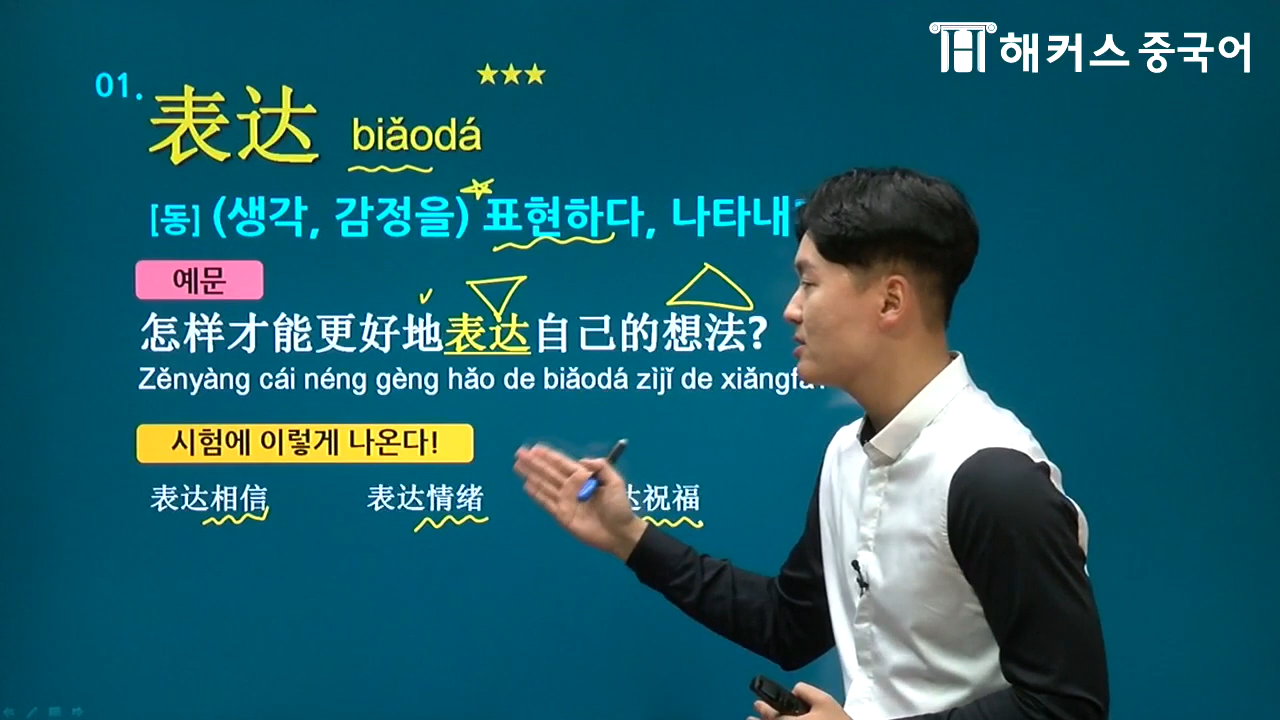 해커스 중국어
01.
★★★
表达 biǎodá
[동] (생각, 감정을) 표현하다, 나타내
예문
怎样才能更好地表达自己的想法?
Zěnyàng cái néng gèng hǎo de biǎodá zìjǐ de xiǎngfa?
시험에 이렇게 나온다!
表达相信 表达情绪 达祝福